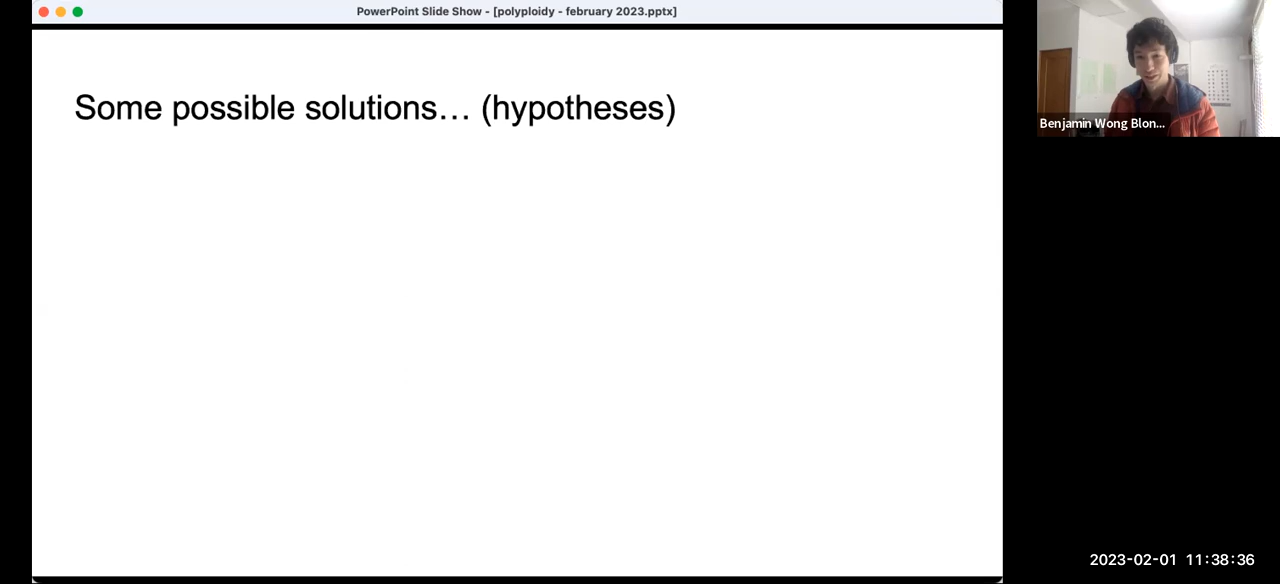 PowerPoint Slide Show - [polyploidy - february 2023.pptx]
Some possible solutions… (hypotheses)
Benjamin Wong Blon...
2023-02-01 11:38:36